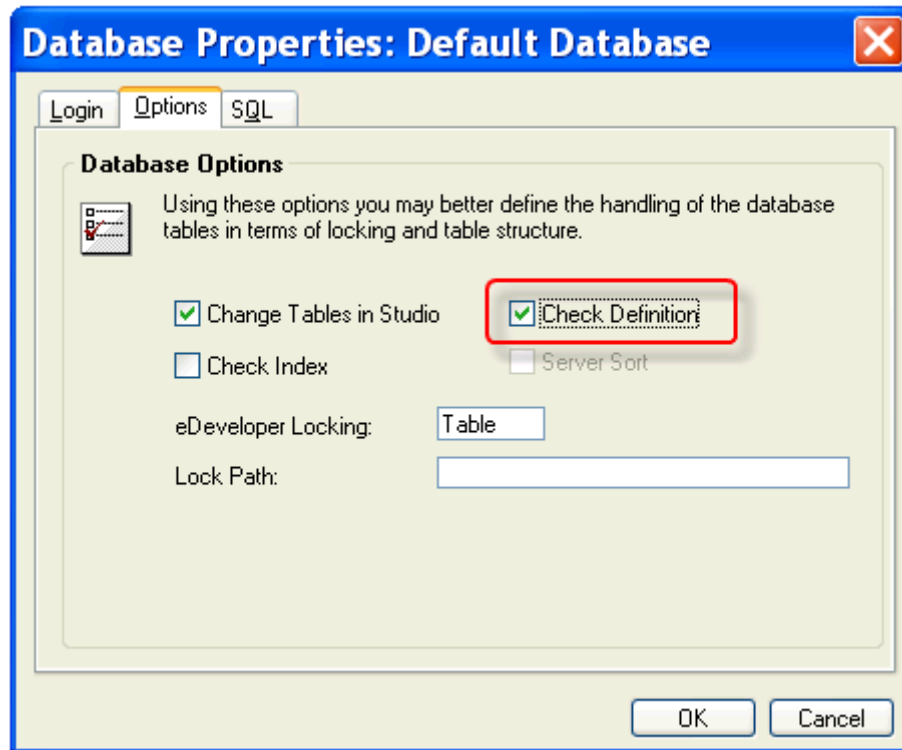 Database Properties: Default Database
Login Options SQL
Database Options
Using these options you may better define the handling of the database
tables in terms of locking and table structure.
Change Tables in Studio Check Definition
Check Index Server Sort
eDeveloper Locking: Table
Lock Path:
OK Cancel